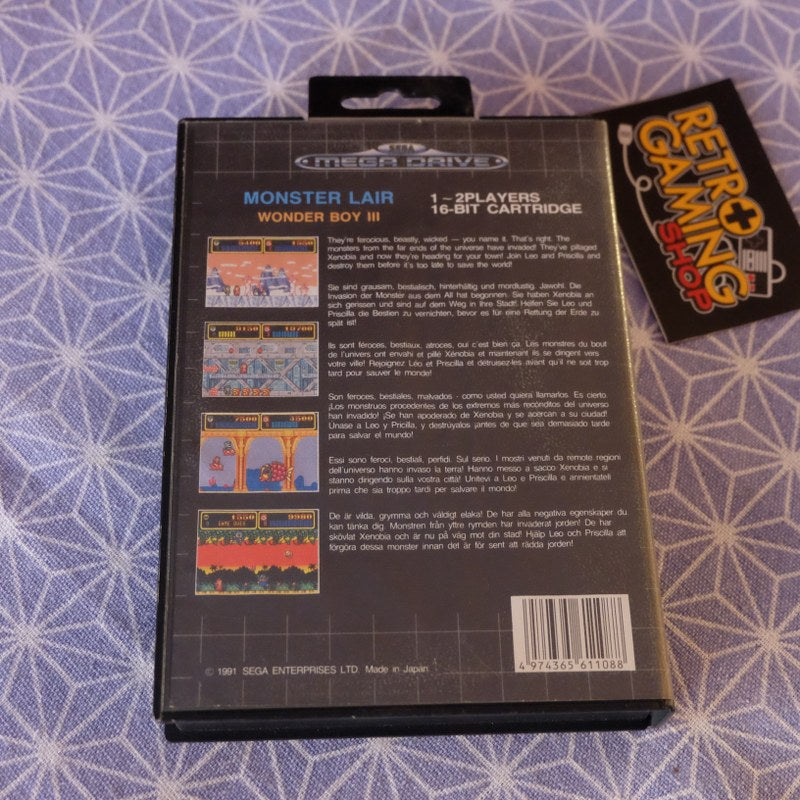 SEGA
MEGA DRIVE
MONSTER LAIR
WONDER BOY III
1~2PLAYERS
16-BIT CARTRIDGE
They're ferocious, beastly, wicked — you name it. That's right. The
monsters from the far ends of the universe have invaded! They've pillaged
Xenobia and now they're heading for your town! Join Leo and Priscilla and
destroy them before it's too late to save the world!
Sie sind grausam, bestialisch, hinterhältig und mordlustig. Jawohl. Die
Invasion der Monster aus dem All hat begonnen. Sie haben Xenobia an
sich gerissen und sind auf dem Weg in Ihre Stadt! Helfen Sie Leo und
Priscilla die Bestien zu vernichten, bevor es für eine Rettung der Erde zu
spät ist!
Ils sont féroces, bestiaux, atroces, oui c'est bien ça. Les monstres du bout
de l'univers ont envahi et pillé Xénobia et maintenant ils se dirigent vers
votre ville! Rejoignez Léo et Priscilla et détruisez-les avant qu'il ne soit trop
tard pour sauver le monde!
Son feroces, bestiales, malvados - como usted quiera llamarlos. Es cierto.
¡Los monstruos procedentes de los extremos más recónditos del universo
han invadido! ¡Se han apoderado de Xenobia y se acercan a su ciudad!
Unase a Leo y Pricilla, y destrúyalos antes de que sea demasiado tarde
para salvar el mundo!
Essi sono feroci, bestiali, perfidi. Sul serio. I mostri venuti da remote regioni
dell'universo hanno invaso la terra! Hanno messo a sacco Xenobia e si
stanno dirigendo sulla vostra città! Unitevi a Leo e Priscilla e annientateli
prima che sia troppo tardi per salvare il mondo!
De är vilda, grymma och väldigt elaka! De har alla negativa egenskaper du
kan tänka dig. Monstren från yttre rymden har invaderat jorden! De har
skövlat Xenobia och är nu på väg mot din stad! Hjälp Leo och Priscilla att
förgöra dessa monster innan det är för sent att rädda jorden!
5400 1550
9150 19700
7500 3500
1550 9980
GAME OVER
© 1991 SEGA ENTERPRISES LTD. Made in Japan.
4 974365 611088
RETRO
GAMING
SHOP